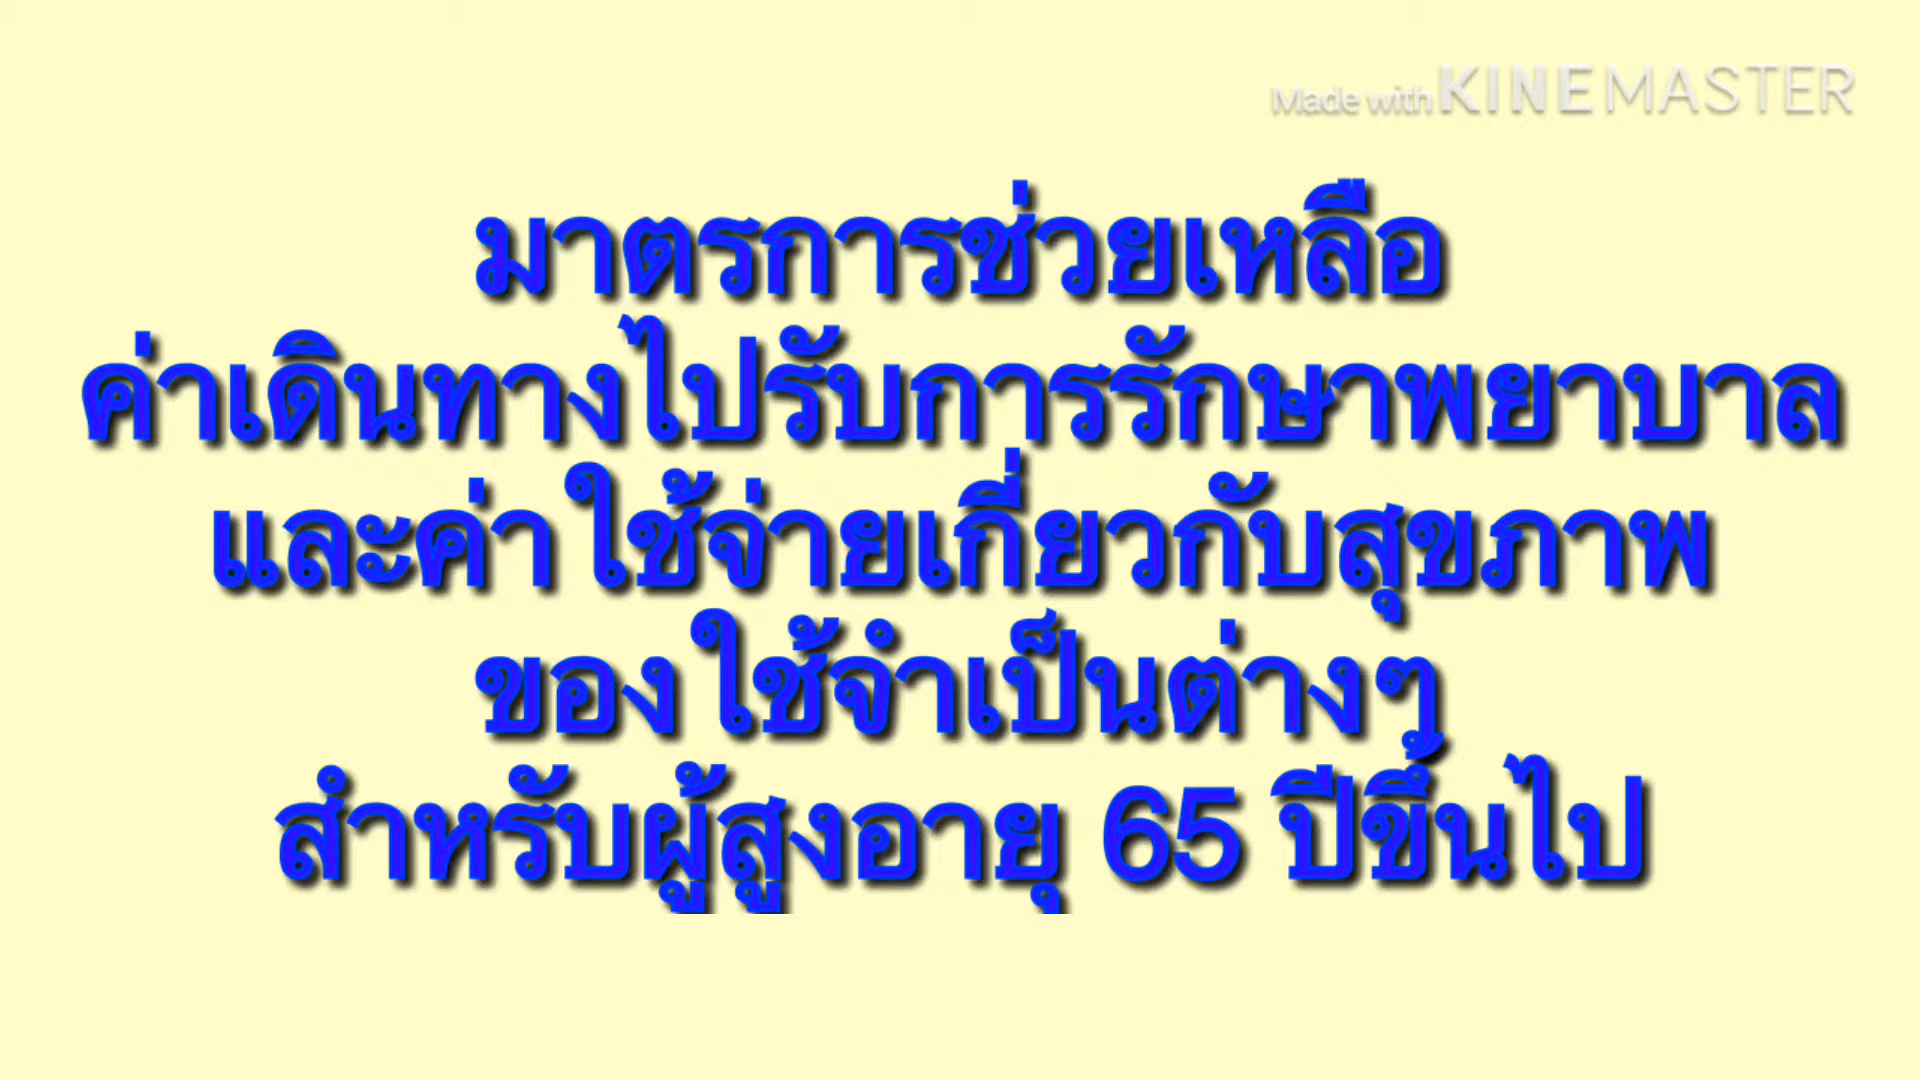 Made with KINEMASTER
มาตรการช่วยเหลือ
ค่าเดินทางไปรับการรักษาพยาบาล
และค่าใช้จ่ายเกี่ยวกับสุขภาพ
ของใช้จำเป็นต่างๆ
สำหรับผู้สูงอายุ 65 ปีขึ้นไป